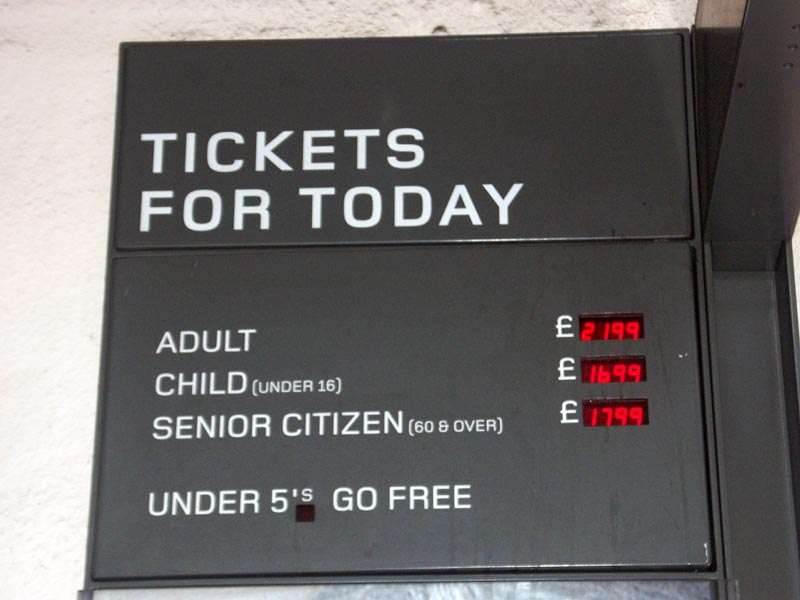 TICKETS
FOR TODAY
ADULT £ 2199
CHILD (UNDER 16) £ 1699
SENIOR CITIZEN (60 & OVER) £ 1799
UNDER 5's GO FREE